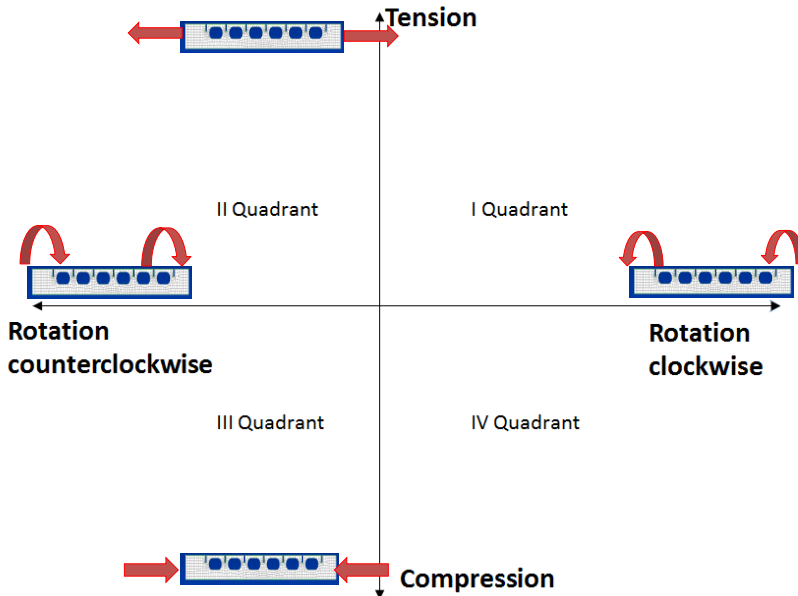 Tension
II Quadrant
I Quadrant
Rotation
counterclockwise
Rotation
clockwise
III Quadrant
IV Quadrant
Compression